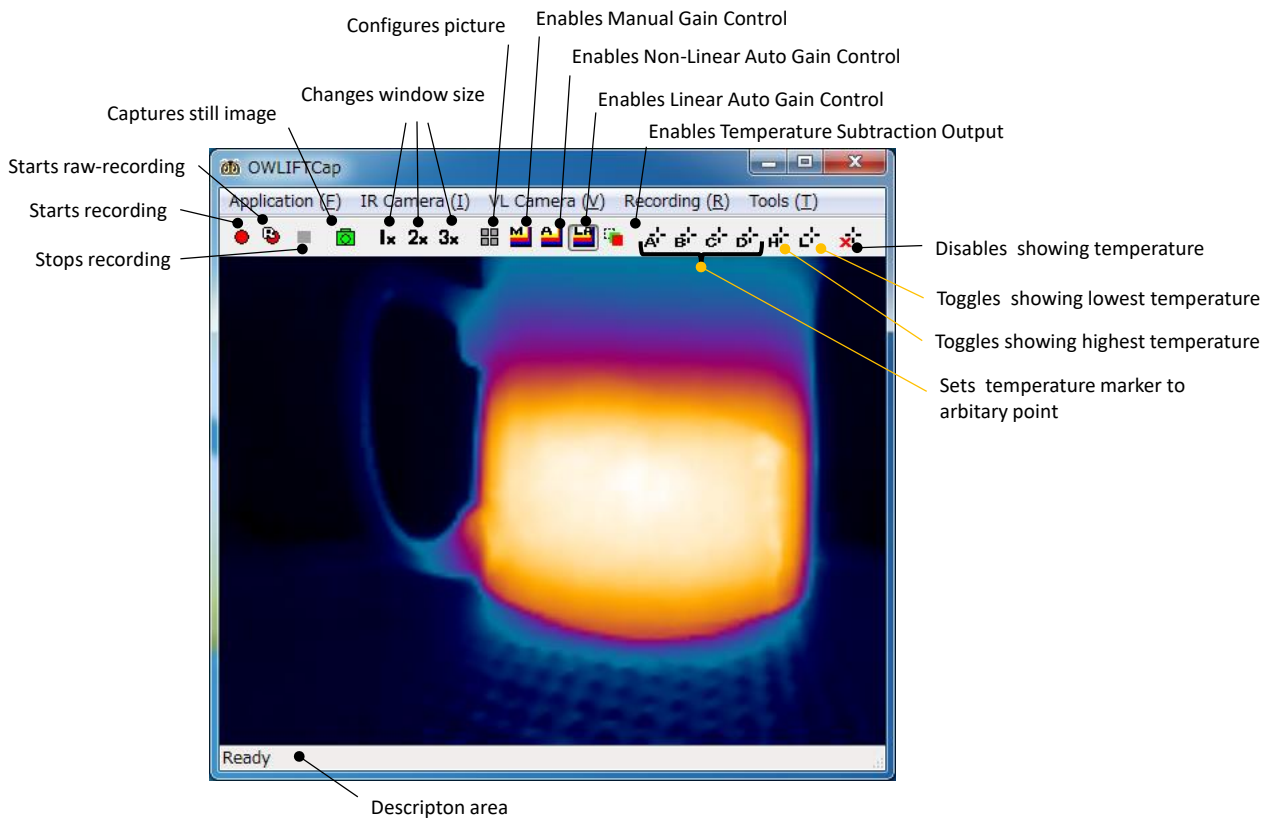 Enables Manual Gain Control
Configures picture
Enables Non-Linear Auto Gain Control
Changes window size
Enables Linear Auto Gain Control
Captures still image
Enables Temperature Subtraction Output
Starts raw-recording
OWLIFTCap
Application (F) IR Camera (I) VL Camera (V) Recording (R) Tools (T)
Starts recording
R 1x 2x 3x M A LA A B C D H L x
Stops recording
Disables showing temperature
Toggles showing lowest temperature
Toggles showing highest temperature
Sets temperature marker to
arbitary point
Ready
Descripton area